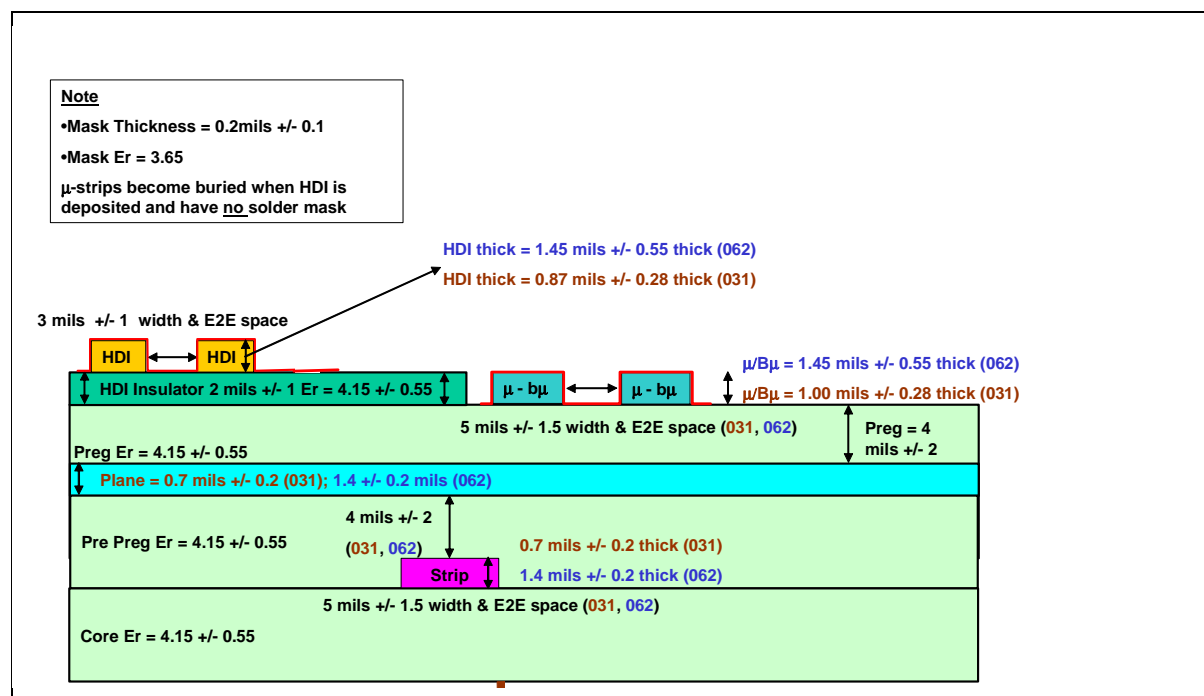 Note
•Mask Thickness = 0.2mils +/- 0.1
•Mask Er = 3.65
μ-strips become buried when HDI is
deposited and have no solder mask
HDI thick = 1.45 mils +/- 0.55 thick (062)
HDI thick = 0.87 mils +/- 0.28 thick (031)
3 mils +/- 1 width & E2E space
HDI
HDI
μ/Bμ = 1.45 mils +/- 0.55 thick (062)
HDI Insulator 2 mils +/- 1 Er = 4.15 +/- 0.55
μ - bμ
μ - bμ
μ/Bμ = 1.00 mils +/- 0.28 thick (031)
5 mils +/- 1.5 width & E2E space (031, 062)
Preg = 4
mils +/- 2
Preg Er = 4.15 +/- 0.55
Plane = 0.7 mils +/- 0.2 (031); 1.4 +/- 0.2 mils (062)
4 mils +/- 2
(031, 062)
Pre Preg Er = 4.15 +/- 0.55
0.7 mils +/- 0.2 thick (031)
Strip
1.4 mils +/- 0.2 thick (062)
5 mils +/- 1.5 width & E2E space (031, 062)
Core Er = 4.15 +/- 0.55